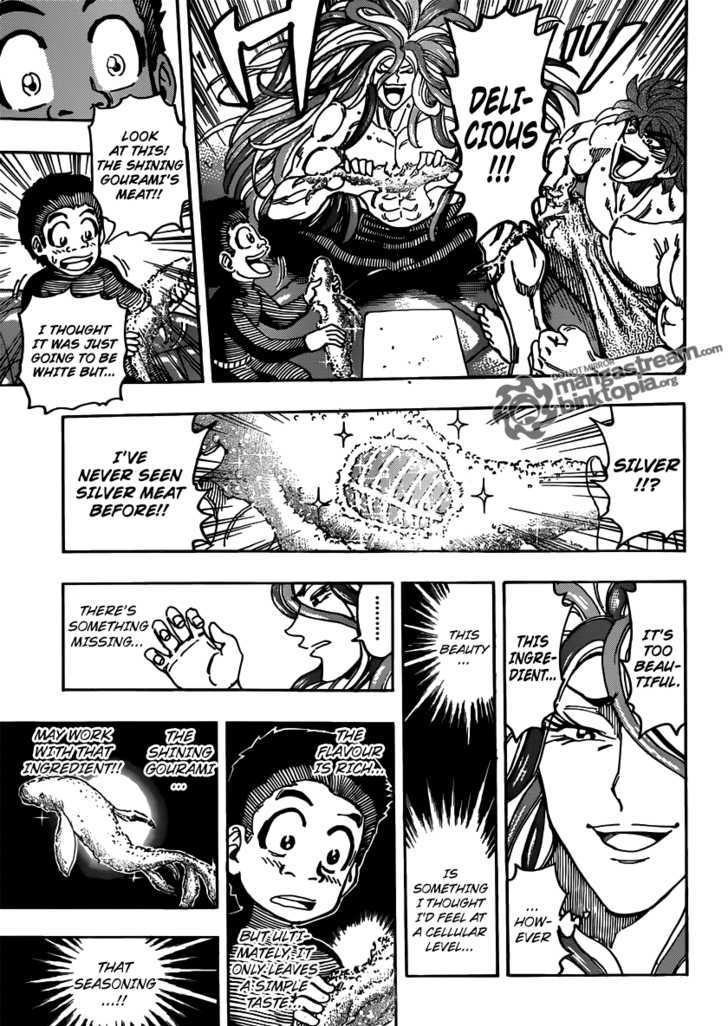 DELI-
CIOUS
!!!
LOOK
AT THIS!
THE SHINING
GOURAMI'S
MEAT!!
I THOUGHT
IT WAS JUST
GOING TO BE
WHITE BUT...
DO NOT MIRROR
mangastream.com
binktopia.org
SILVER
!!?
I'VE
NEVER SEEN
SILVER MEAT
BEFORE!!
IT'S
TOO
BEAU-
TIFUL.
THIS
INGRE-
DIENT...
...
HOW-
EVER
THIS
BEAUTY
...
IS
SOMETHING
I THOUGHT
I'D FEEL AT
A CELLULAR
LEVEL...
.........
THERE'S
SOMETHING
MISSING...
THE
FLAVOUR
IS RICH...
BUT ULTI-
MATELY, IT
ONLY LEAVES
A SIMPLE
TASTE...
THE
SHINING
GOURAMI
...
MAY WORK
WITH THAT
INGREDIENT!!
THAT
SEASONING
...!!